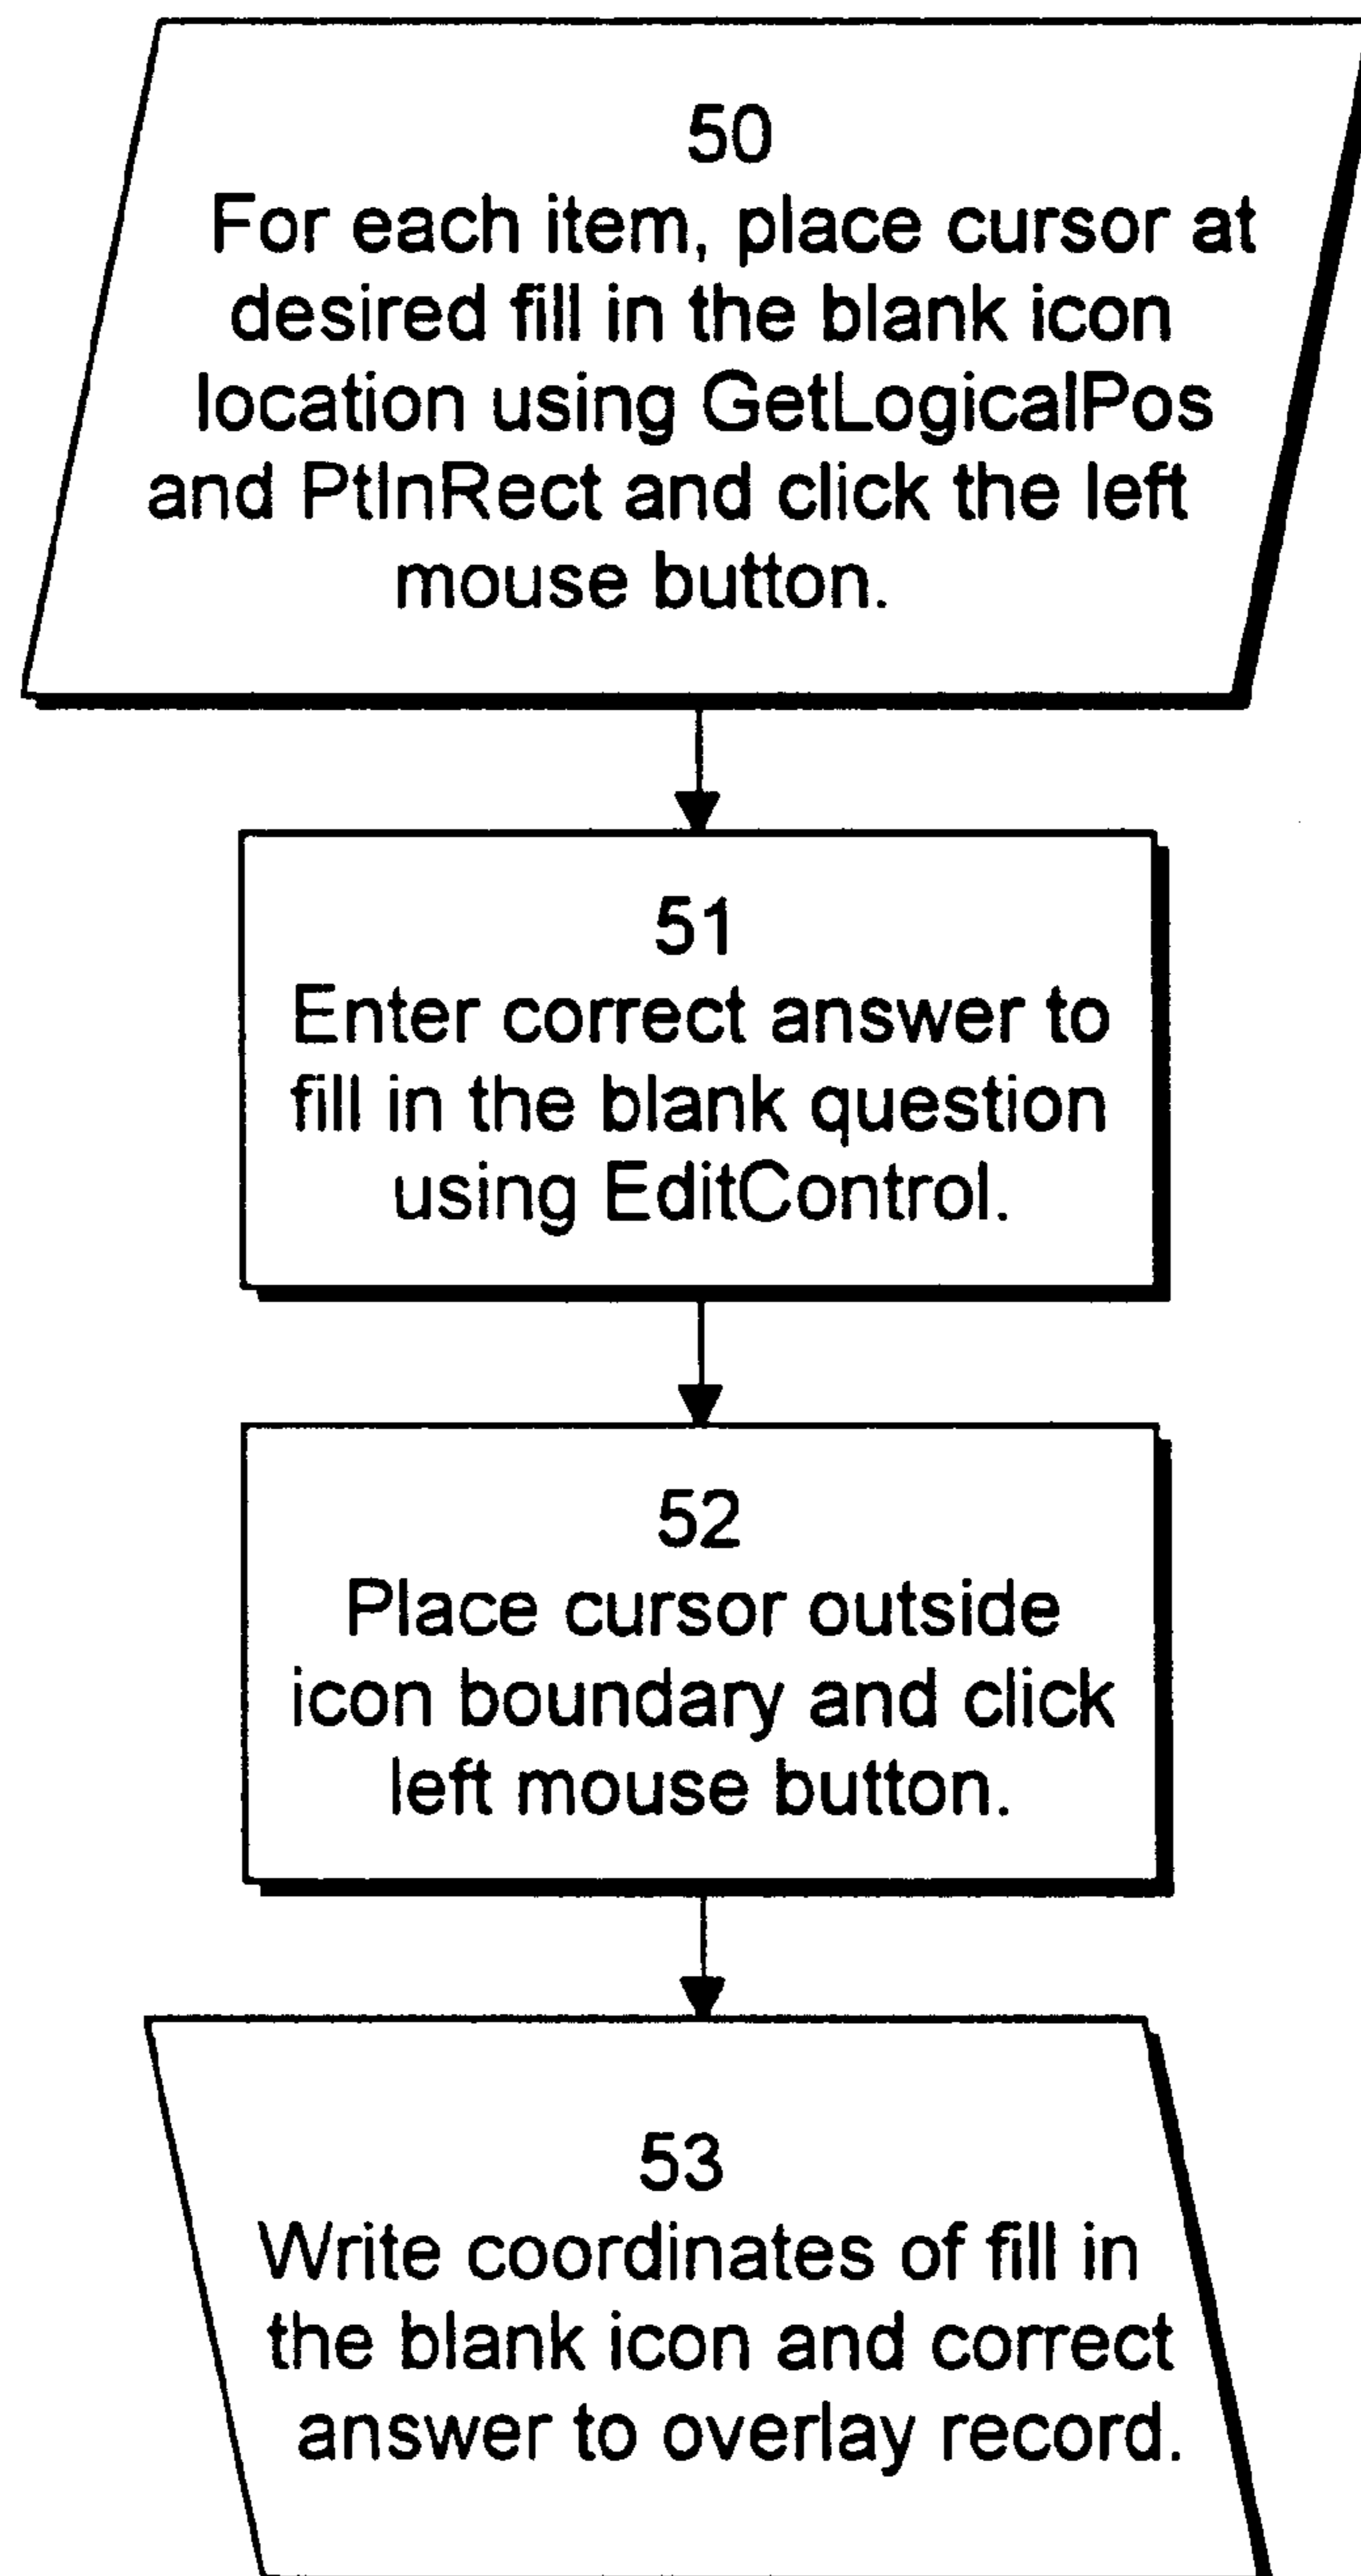 50
For each item, place cursor at
desired fill in the blank icon
location using GetLogicalPos
and PtInRect and click the left
mouse button.
51
Enter correct answer to
fill in the blank question
using EditControl.
52
Place cursor outside
icon boundary and click
left mouse button.
53
Write coordinates of fill in
the blank icon and correct
answer to overlay record.